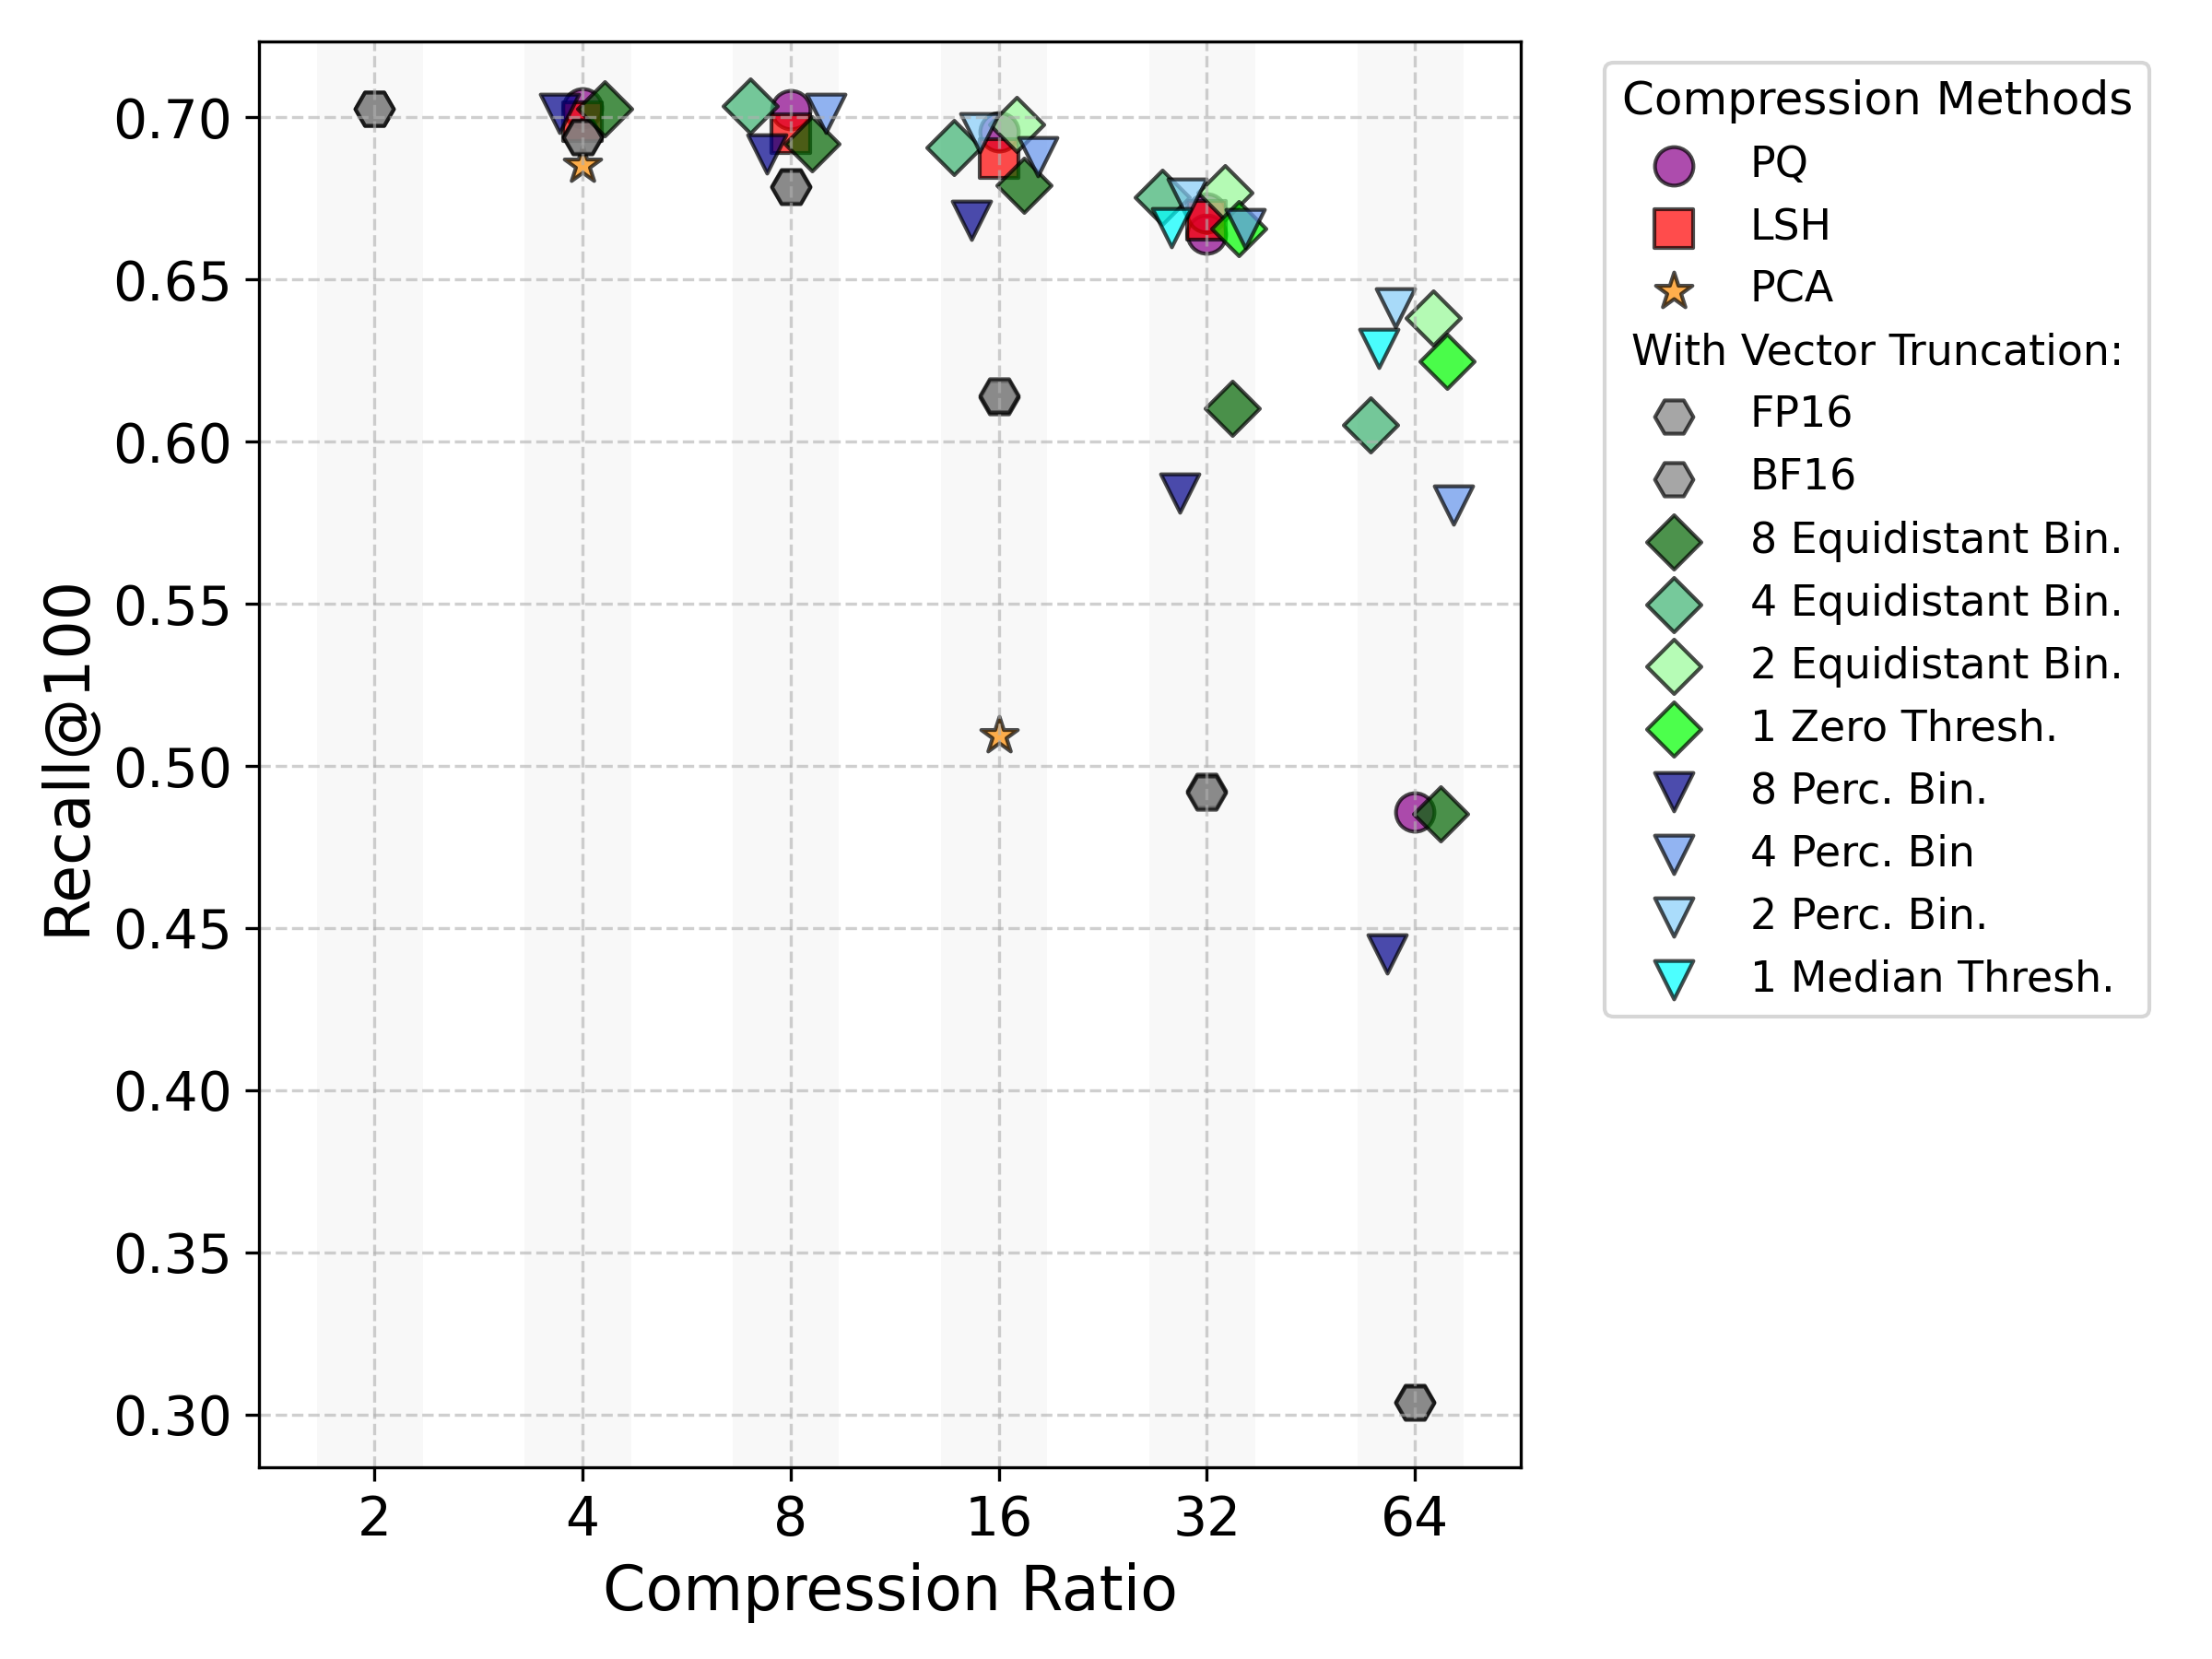 0.70
0.65
0.60
0.55
0.50
0.45
0.40
0.35
0.30
Recall@100
2 4 8 16 32 64
Compression Ratio
Compression Methods
PQ
LSH
PCA
With Vector Truncation:
FP16
BF16
8 Equidistant Bin.
4 Equidistant Bin.
2 Equidistant Bin.
1 Zero Thresh.
8 Perc. Bin.
4 Perc. Bin
2 Perc. Bin.
1 Median Thresh.